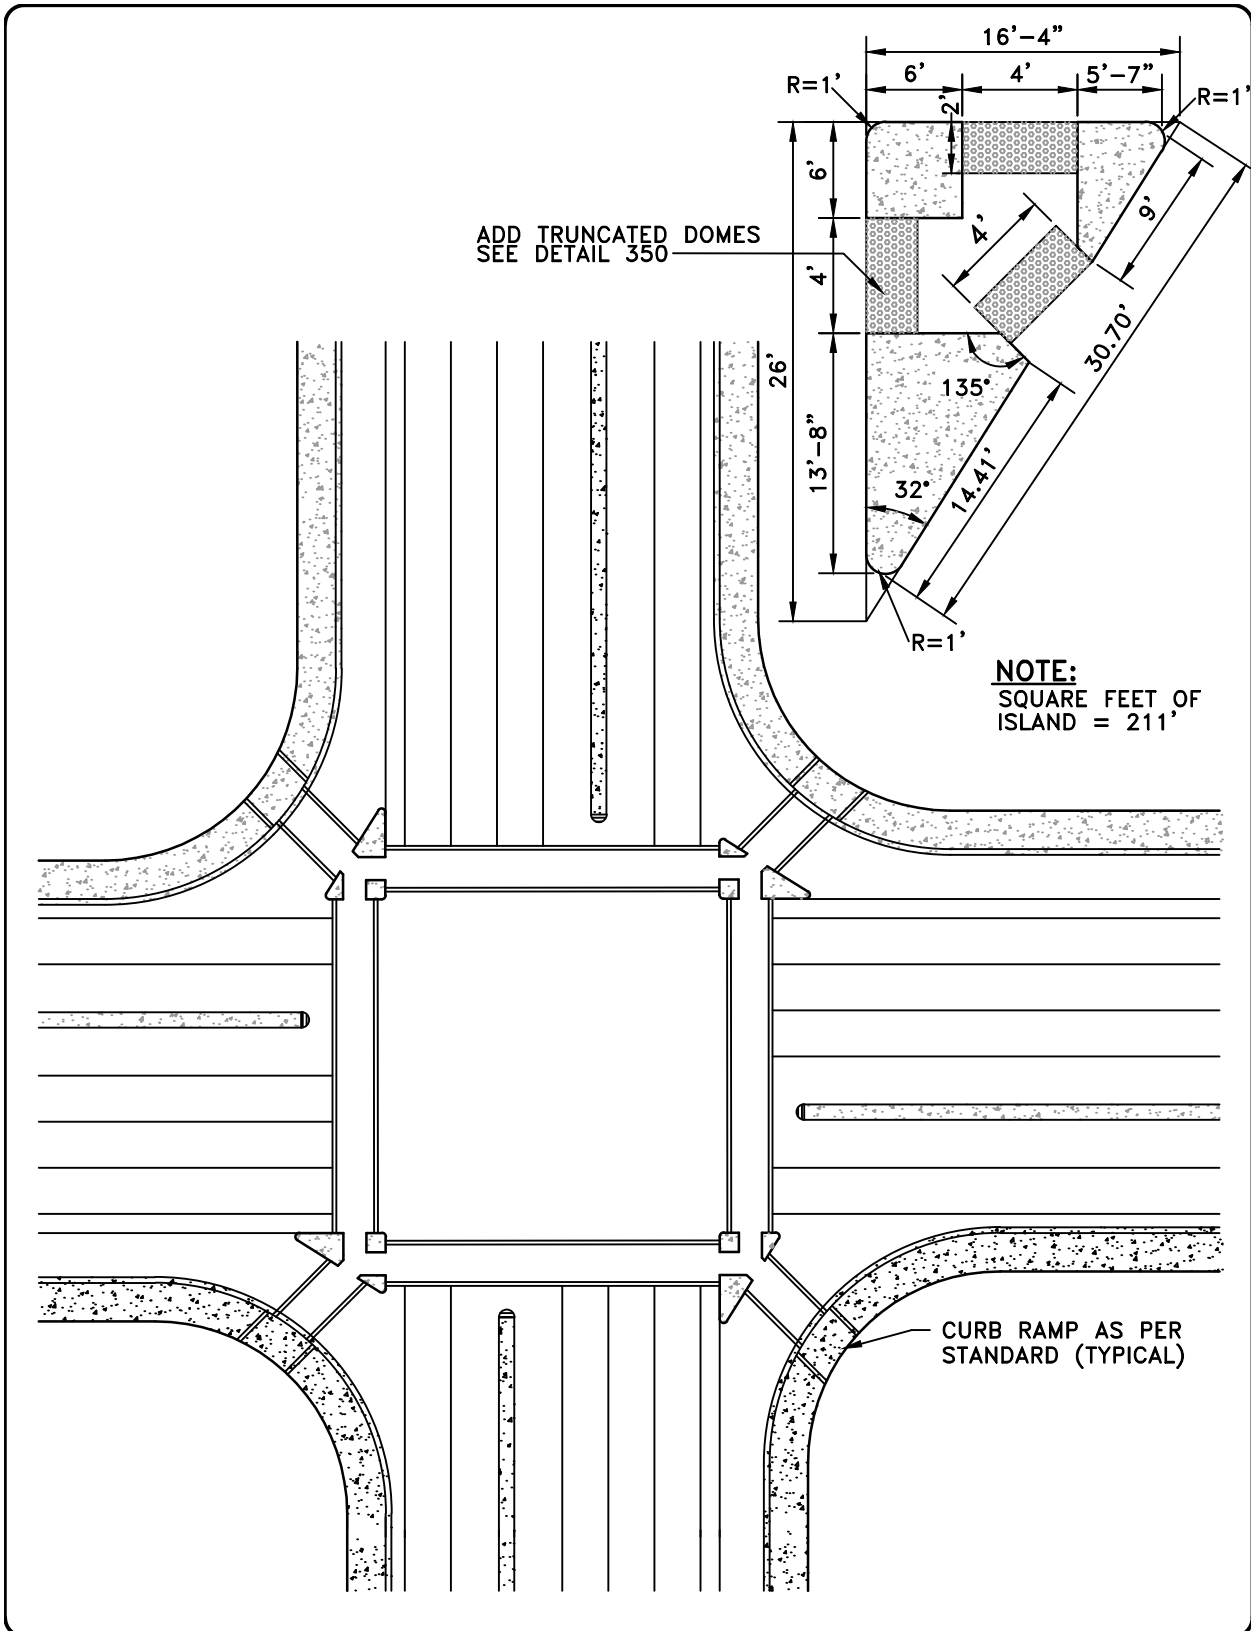 16'-4"
6'
4'
5'-7"
R=1'
R=1'
2'
6'
9'
4'
ADD TRUNCATED DOMES
SEE DETAIL 350
4'
26'
30.70'
135°
13'-8"
32°
14.41'
R=1'
NOTE:
SQUARE FEET OF
ISLAND = 211'
CURB RAMP AS PER
STANDARD (TYPICAL)